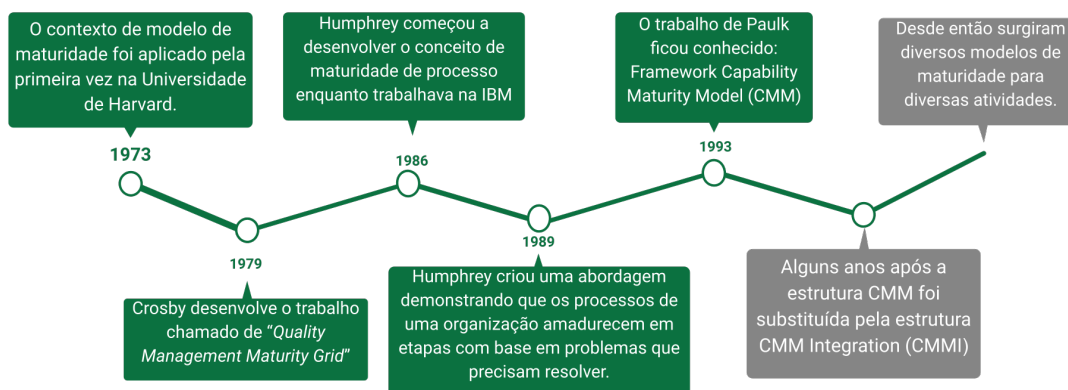 O contexto de modelo de
maturidade foi aplicado pela
primeira vez na Universidade
de Harvard.
1973
1979
Crosby desenvolve o trabalho
chamado de “Quality
Management Maturity Grid”
Humphrey começou a
desenvolver o conceito de
maturidade de processo
enquanto trabalhava na IBM
1986
1989
Humphrey criou uma abordagem
demonstrando que os processos de
uma organização amadurecem em
etapas com base em problemas que
precisam resolver.
O trabalho de Paulk
ficou conhecido:
Framework Capability
Maturity Model (CMM)
1993
Alguns anos após a
estrutura CMM foi
substituída pela estrutura
CMM Integration (CMMI)
Desde então surgiram
diversos modelos de
maturidade para
diversas atividades.